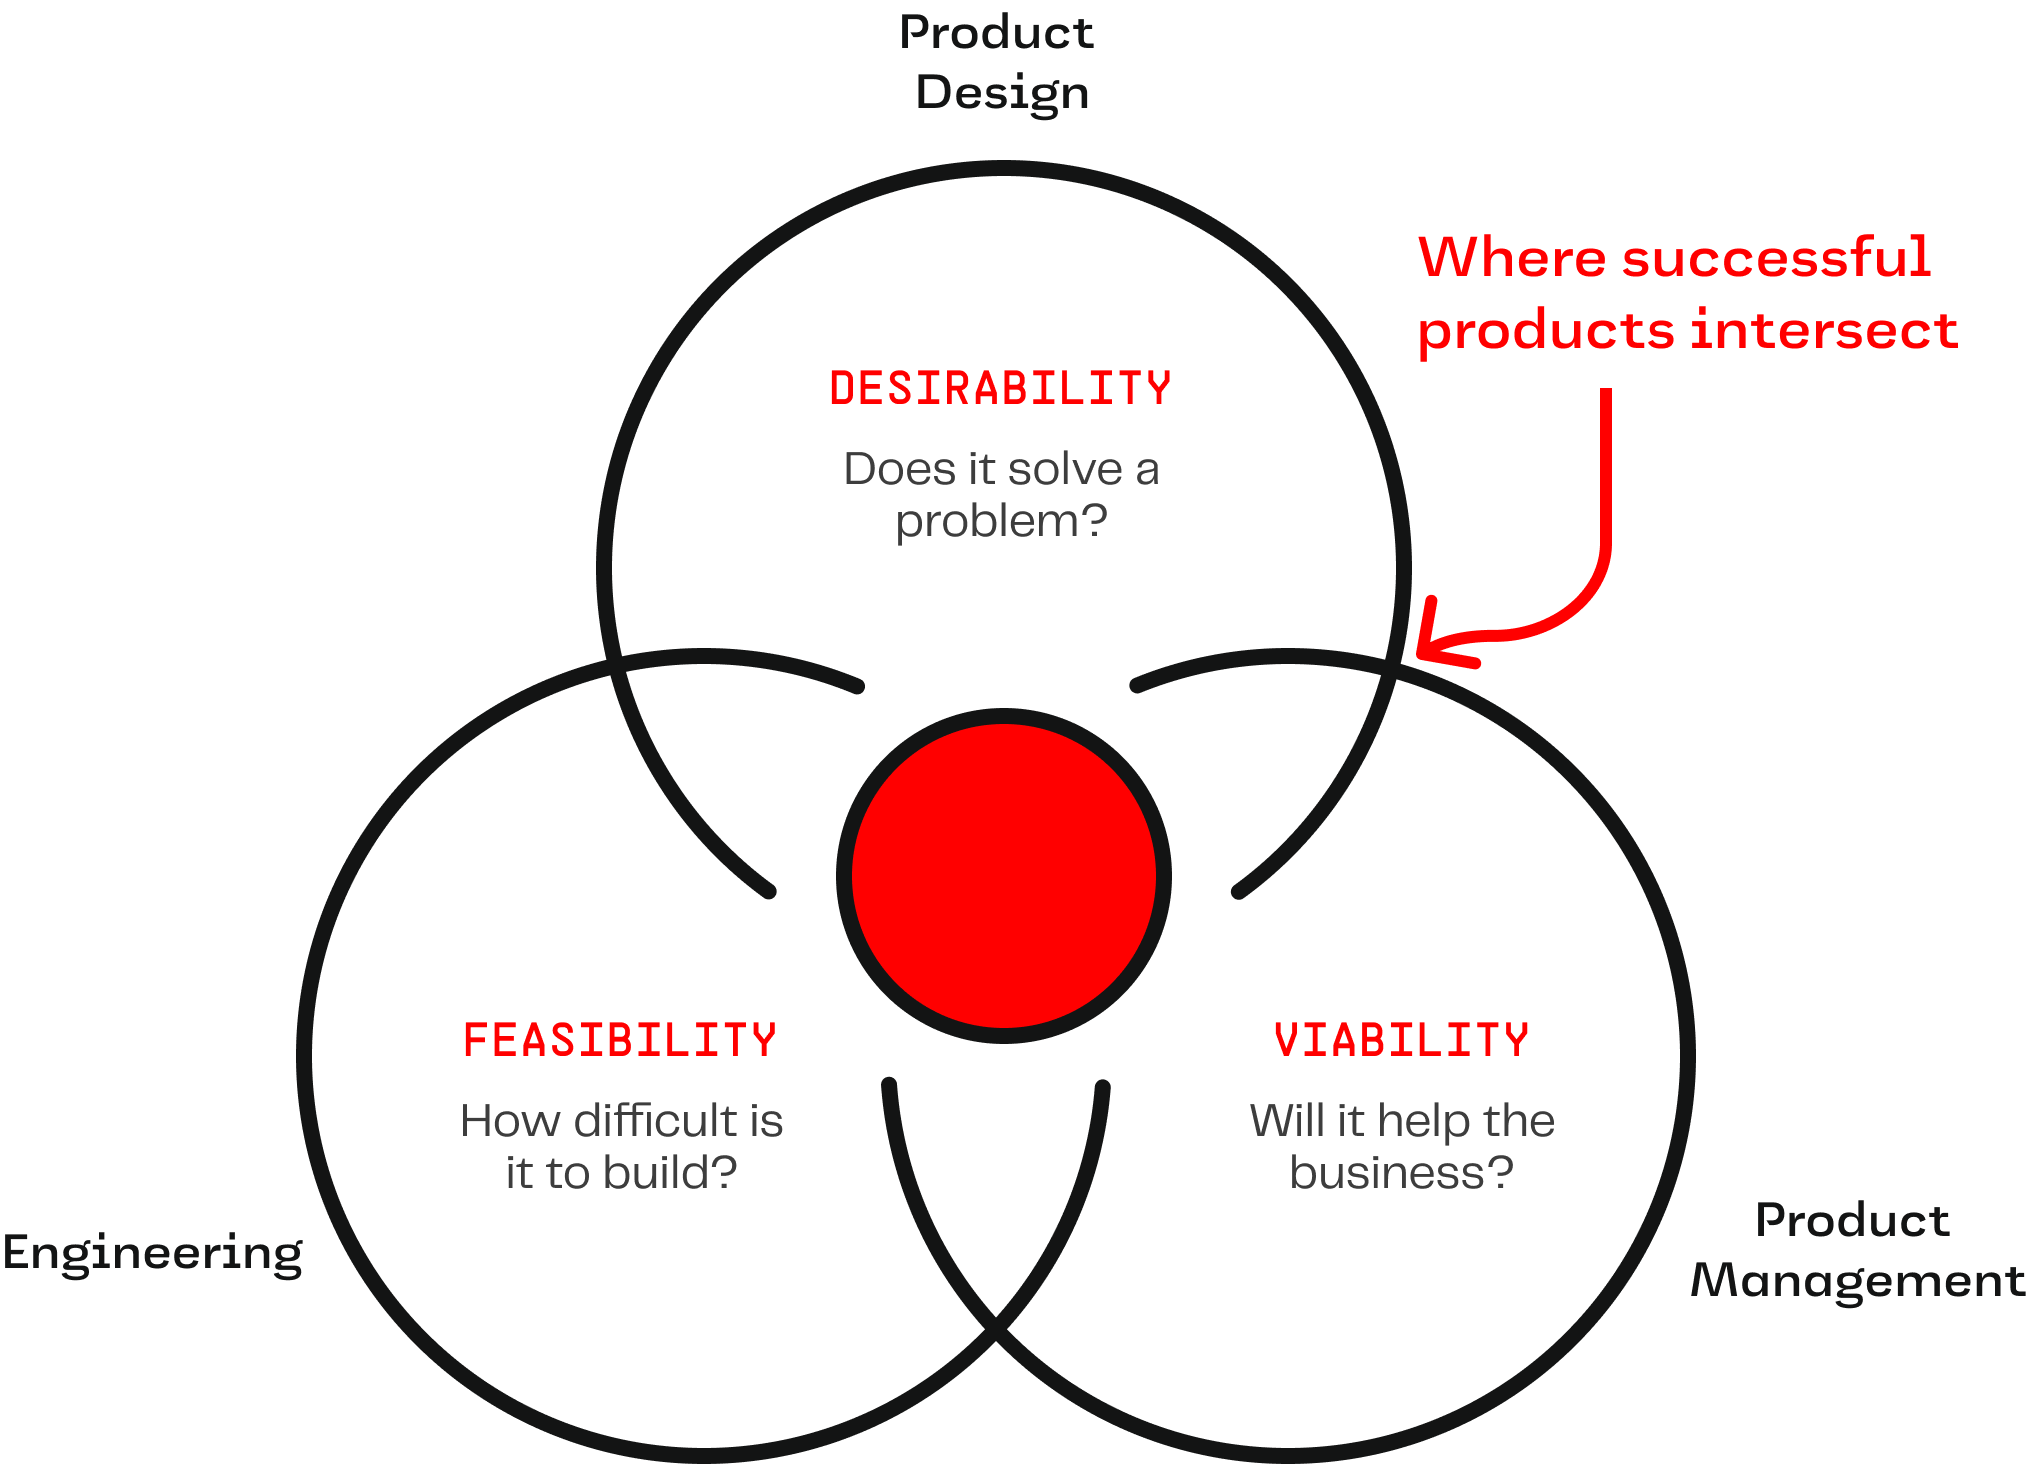 Product
Design
Where successful
products intersect
DESIRABILITY
Does it solve a
problem?
FEASIBILITY
How difficult is
it to build?
VIABILITY
Will it help the
business?
Engineering
Product
Management